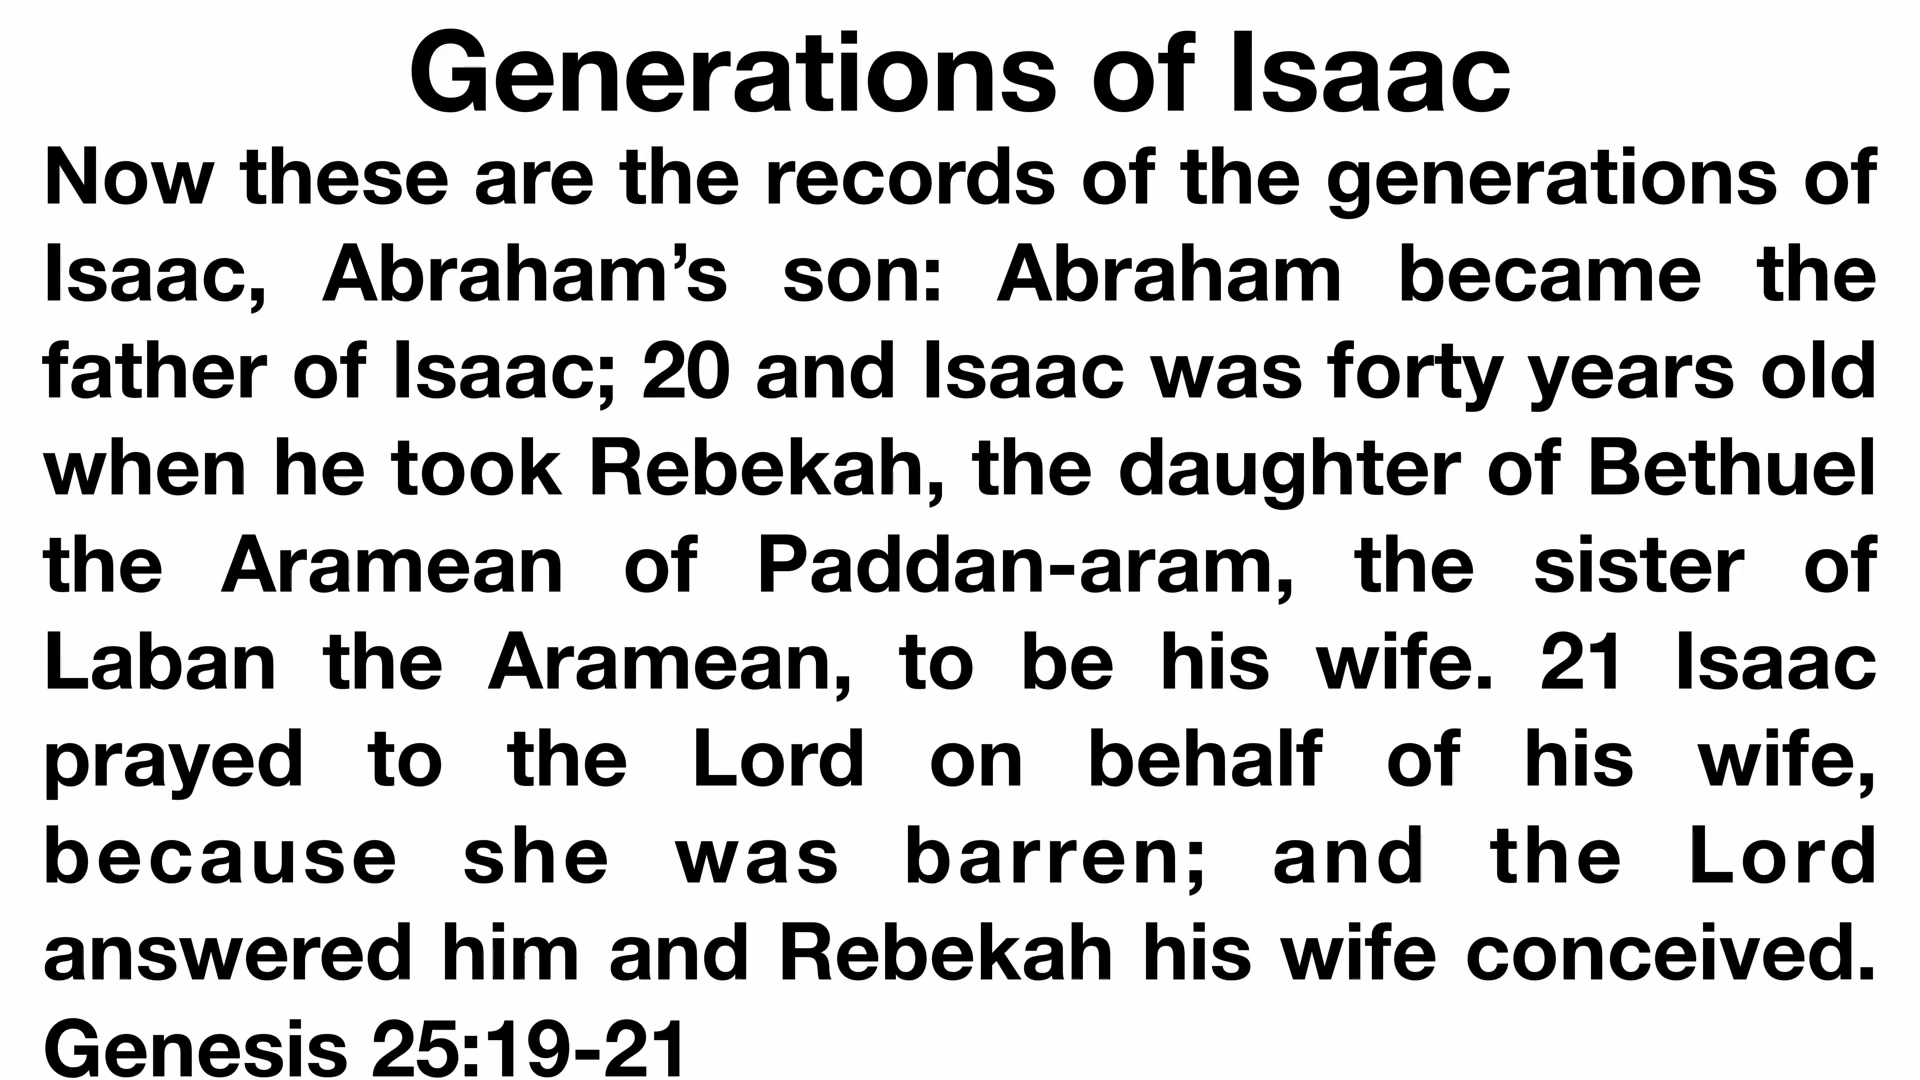 Generations of Isaac
Now these are the records of the generations of
Isaac, Abraham’s son: Abraham became the
father of Isaac; 20 and Isaac was forty years old
when he took Rebekah, the daughter of Bethuel
the Aramean of Paddan-aram, the sister of
Laban the Aramean, to be his wife. 21 Isaac
prayed to the Lord on behalf of his wife,
because she was barren; and the Lord
answered him and Rebekah his wife conceived.
Genesis 25:19-21